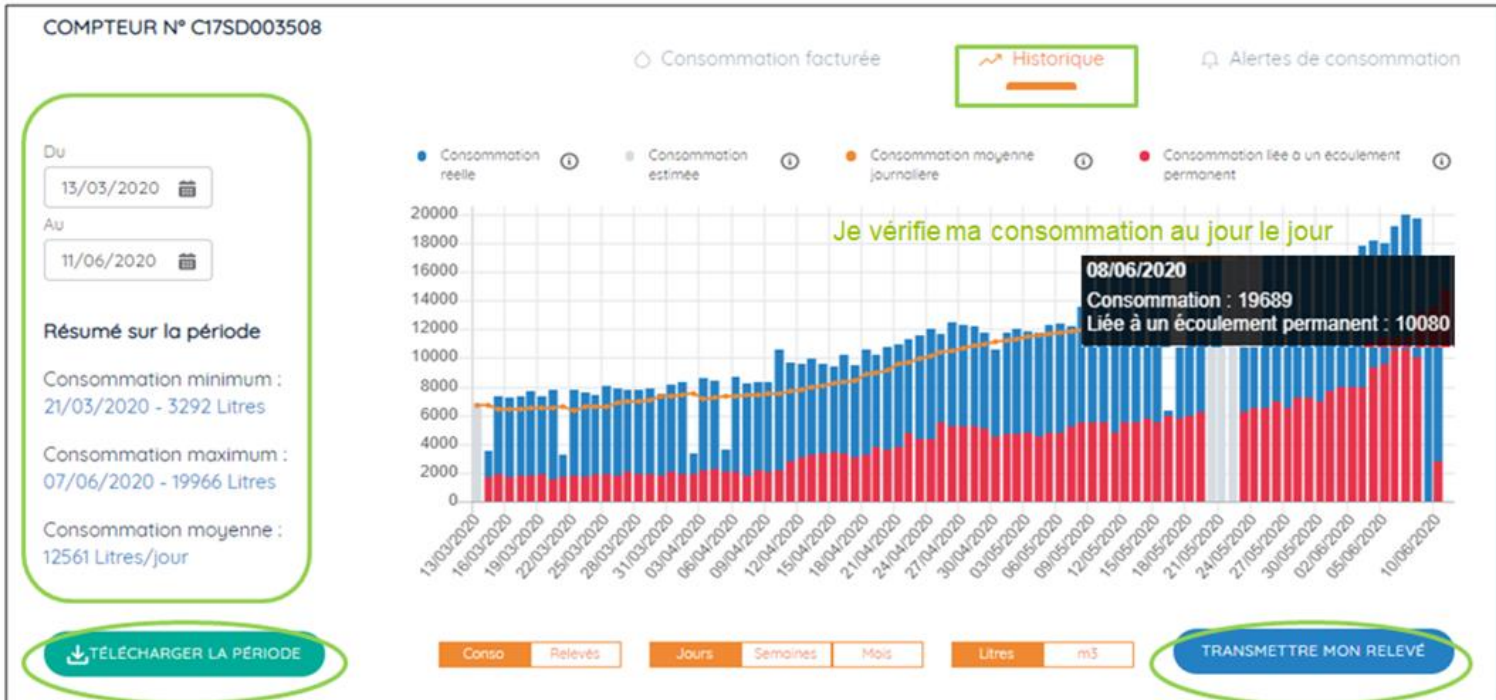 COMPTEUR N° C17SD003508
Consommation facturée
Historique
Alertes de consommation
Du
13/03/2020
Au
11/06/2020
Résumé sur la période
Consommation minimum :
21/03/2020 - 3292 Litres
Consommation maximum :
07/06/2020 - 19966 Litres
Consommation moyenne :
12561 Litres/jour
TÉLÉCHARGER LA PÉRIODE
Consommation
réelle
Consommation
estimée
Consommation moyenne
journalière
Consommation liée à un écoulement
permanent
Je vérifie ma consommation au jour le jour
08/06/2020
Consommation : 19689
Liée à un écoulement permanent : 10080
20000
18000
16000
14000
12000
10000
8000
6000
4000
2000
0
13/03/2020
16/03/2020
19/03/2020
22/03/2020
25/03/2020
28/03/2020
31/03/2020
03/04/2020
06/04/2020
09/04/2020
12/04/2020
15/04/2020
18/04/2020
21/04/2020
24/04/2020
27/04/2020
30/04/2020
03/05/2020
06/05/2020
09/05/2020
12/05/2020
15/05/2020
18/05/2020
21/05/2020
24/05/2020
27/05/2020
30/05/2020
02/06/2020
05/06/2020
10/06/2020
Conso
Relevés
Jours
Semaines
Mois
Litres
m3
TRANSMETTRE MON RELEVÉ